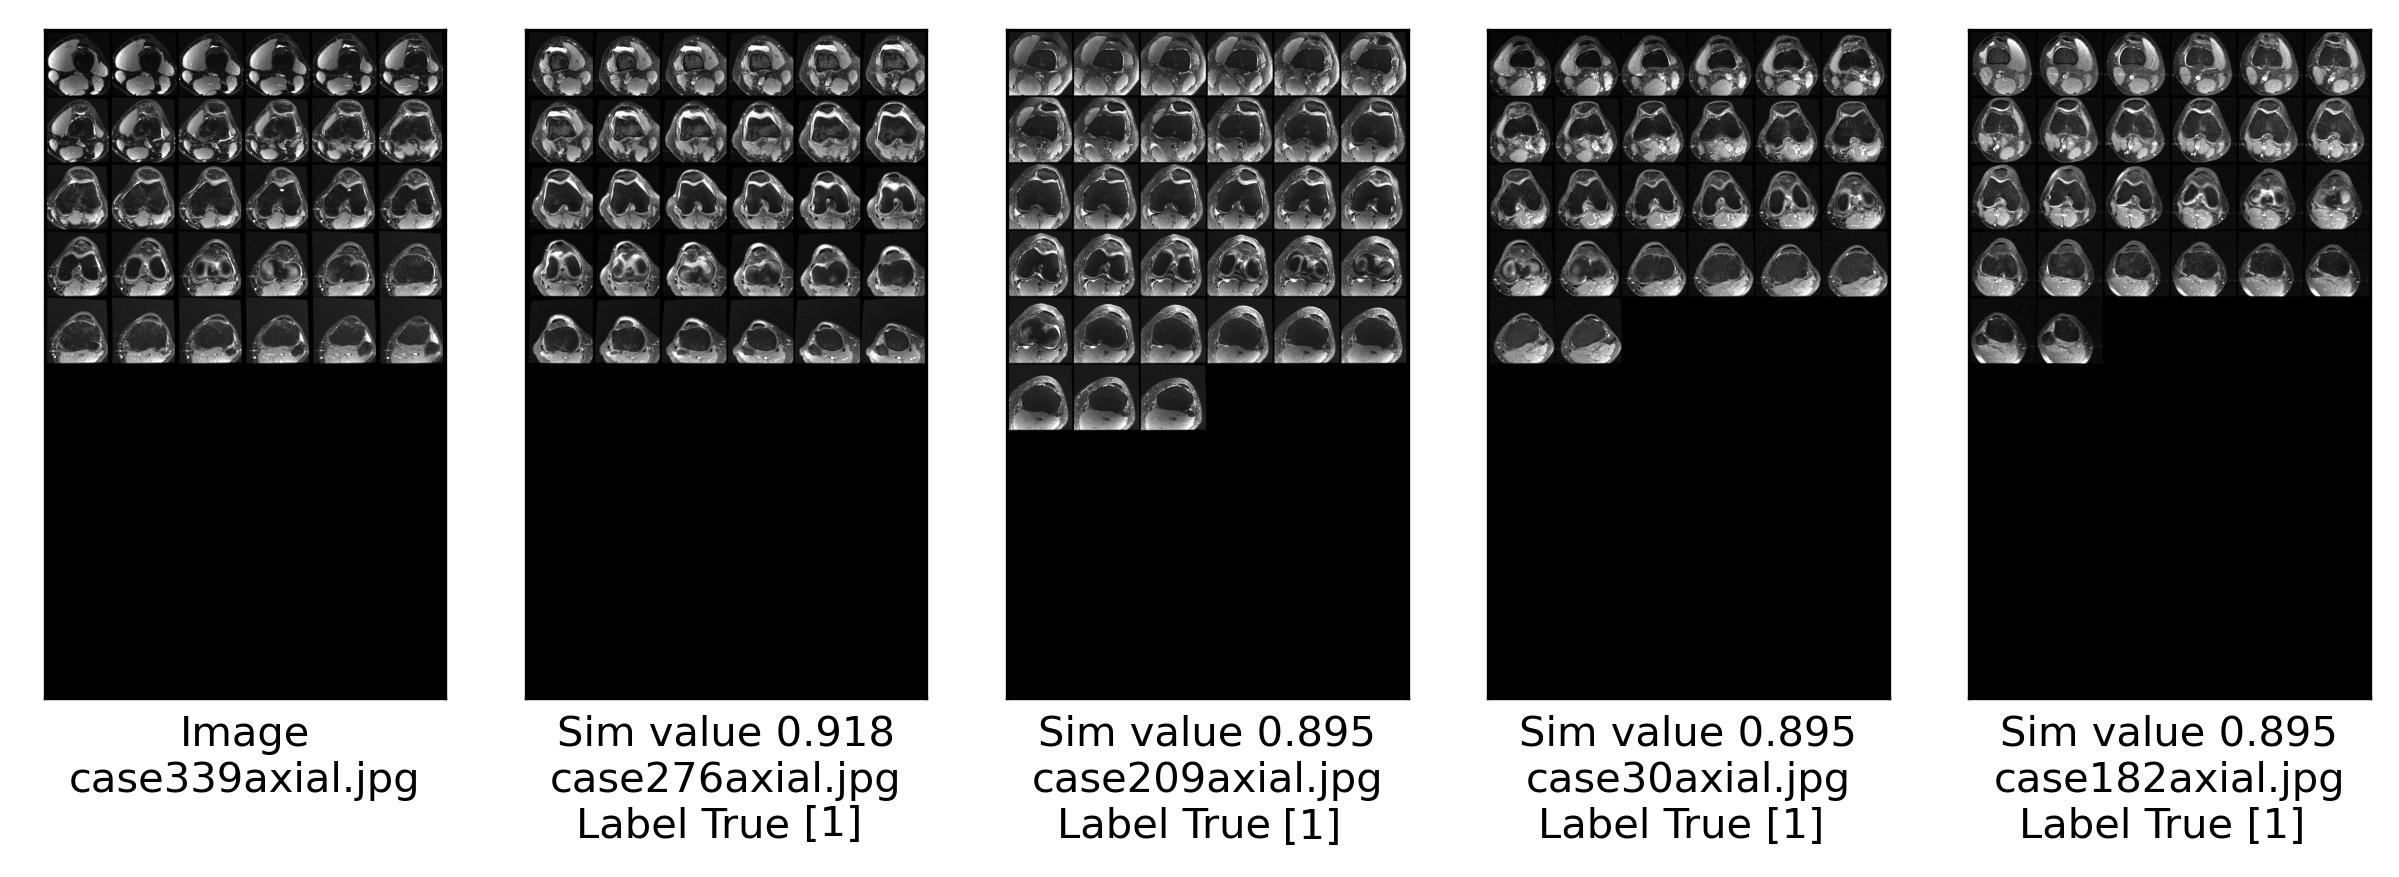 Image
case339axial.jpg
Sim value 0.918
case276axial.jpg
Label True [1]
Sim value 0.895
case209axial.jpg
Label True [1]
Sim value 0.895
case30axial.jpg
Label True [1]
Sim value 0.895
case182axial.jpg
Label True [1]